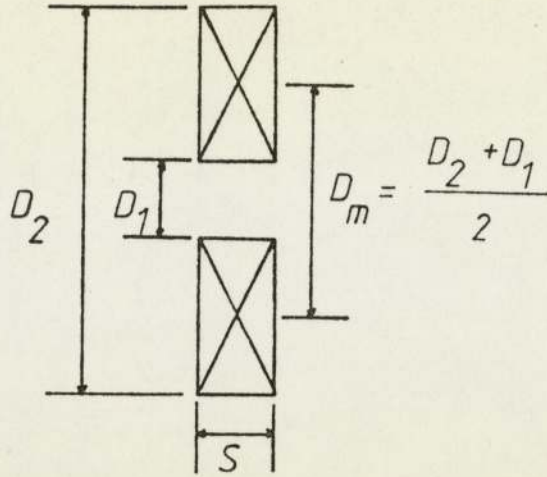 D₂
D₁
Dₘ = (D₂ + D₁) / 2
S